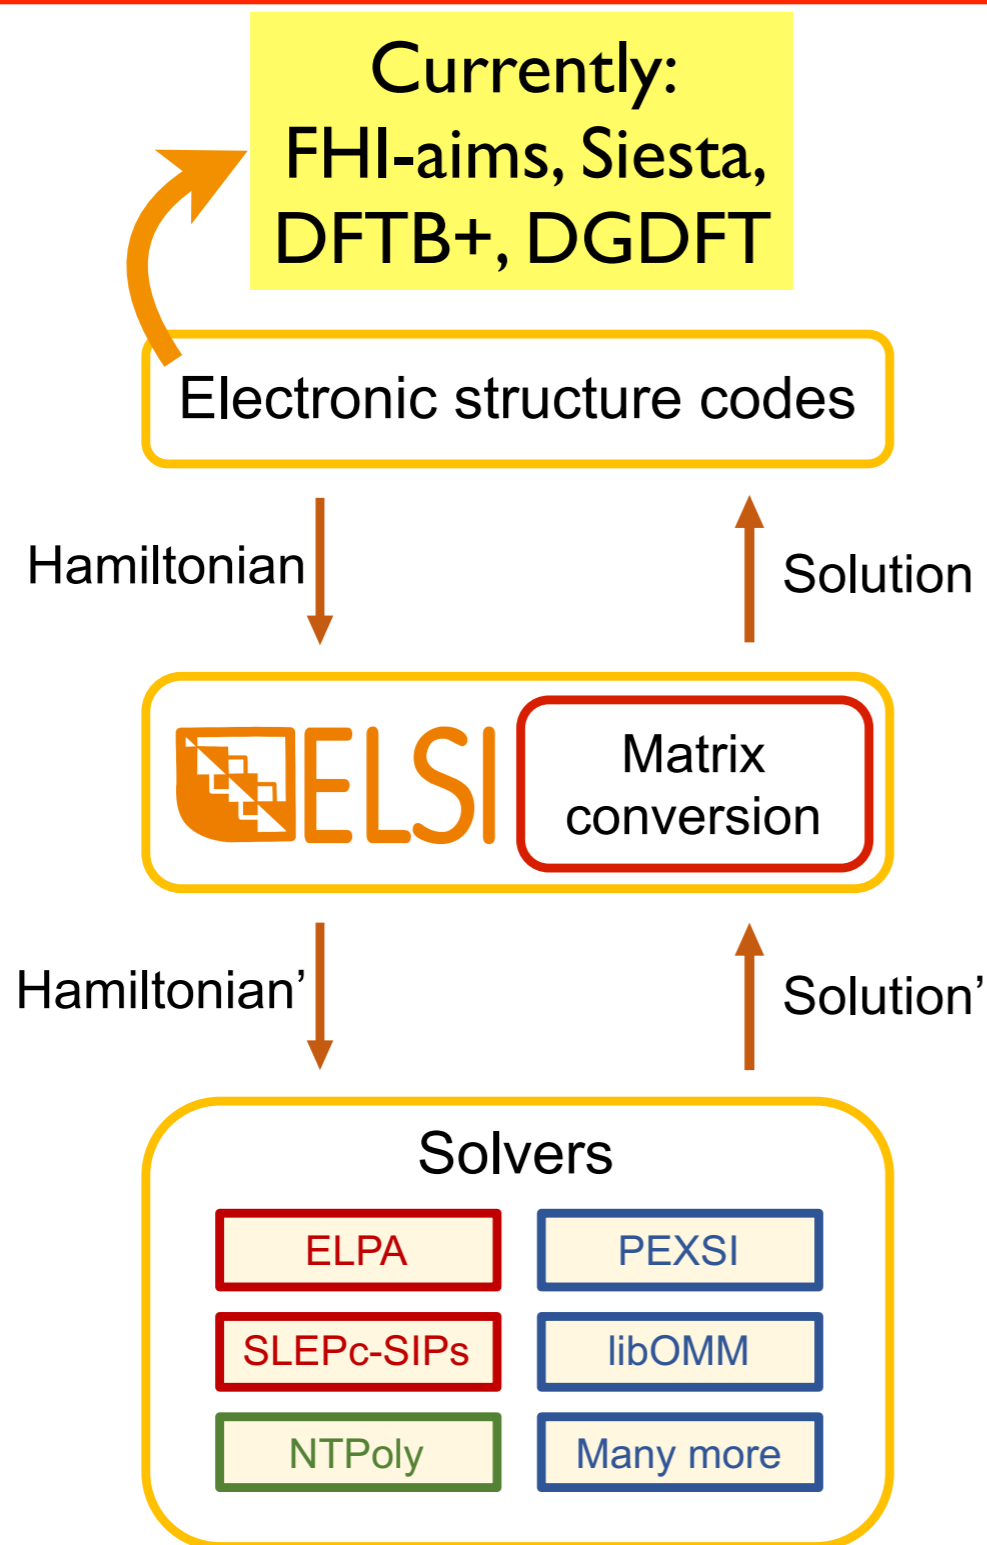 Currently:
FHI-aims, Siesta,
DFTB+, DGDFT
Electronic structure codes
Hamiltonian
Solution
ELSI
Matrix
conversion
Hamiltonian’
Solution’
Solvers
ELPA
PEXSI
SLEPc-SIPs
libOMM
NTPoly
Many more